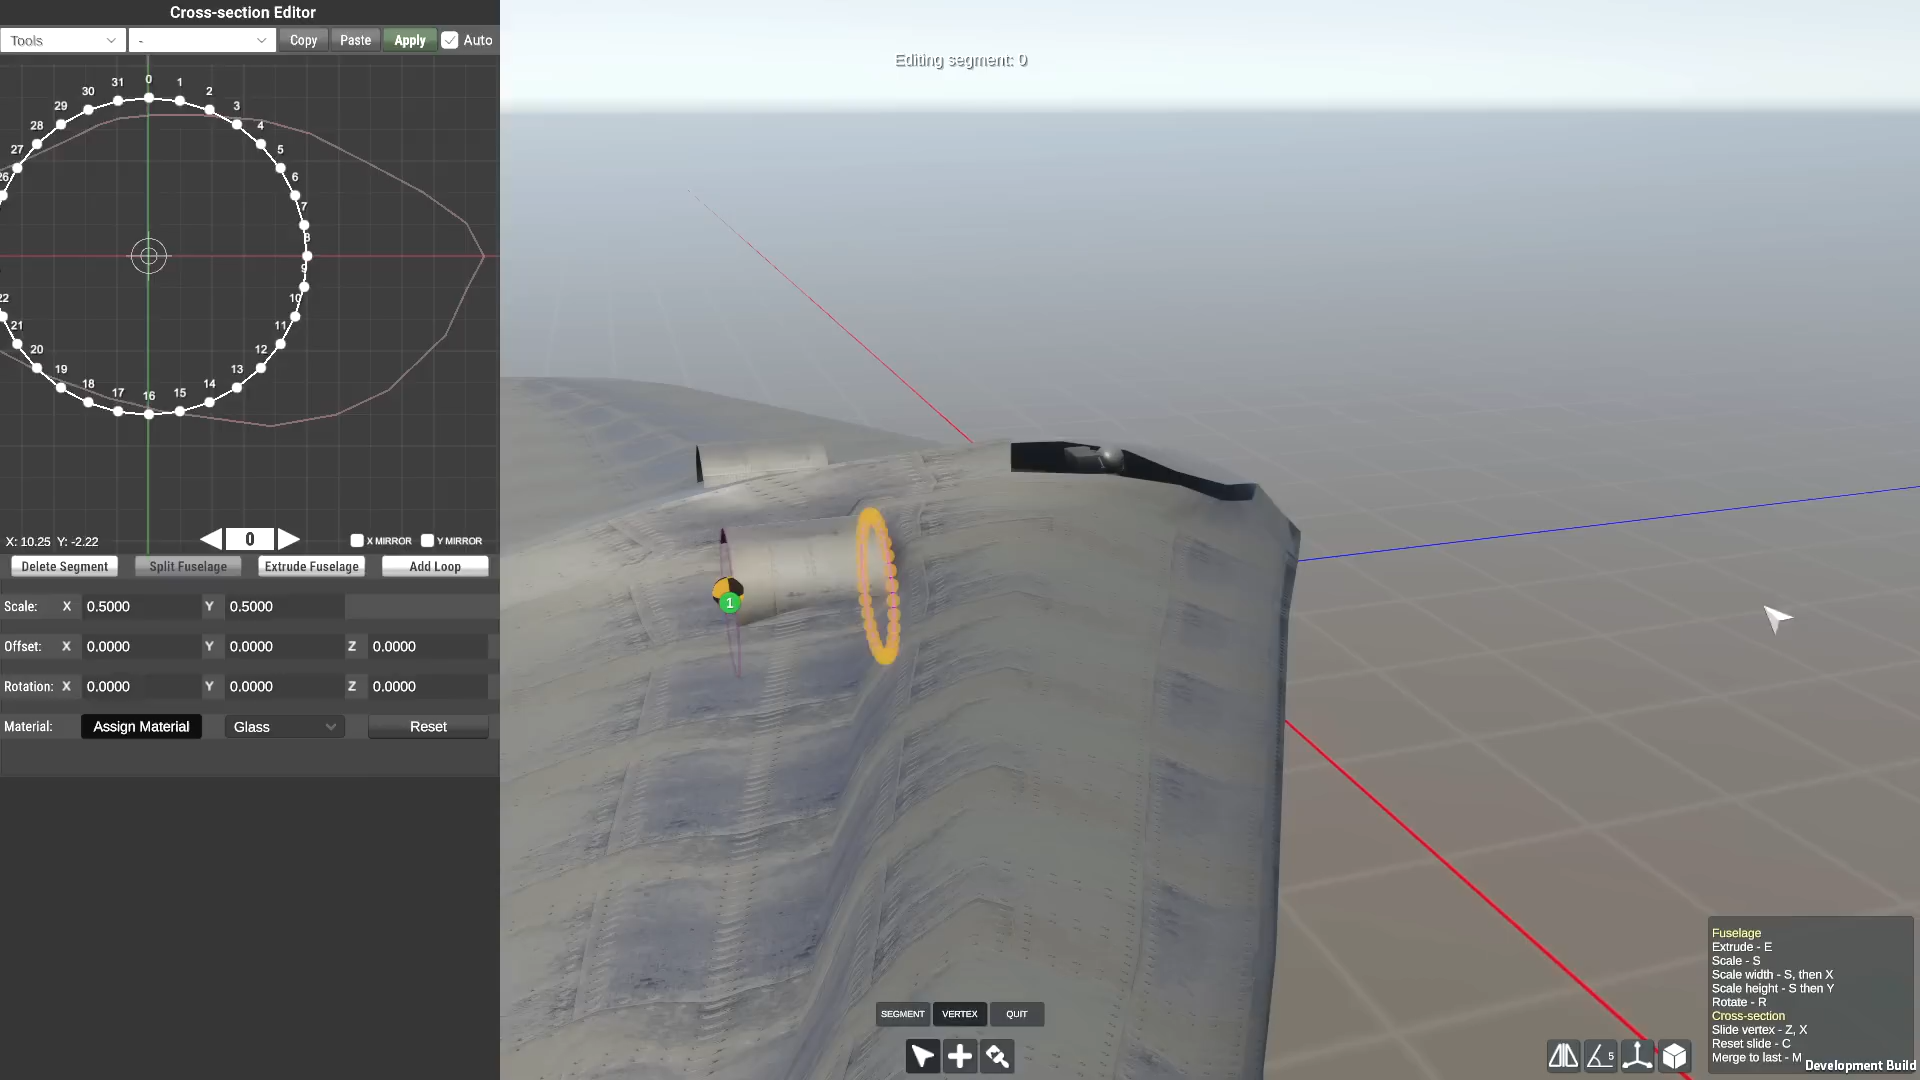 Cross-section Editor
Tools
-
Copy
Paste
Apply
Auto
Editing segment: 0
31 0 1
30 2
29 3
28 4
27 5
26 6
7
8
9
22 10
21 11
20 12
19 13
18 14
17 16 15
X: 10.25 Y: -2.22
0
X MIRROR
Y MIRROR
Delete Segment
Split Fuselage
Extrude Fuselage
Add Loop
Scale: X 0.5000 Y 0.5000
Offset: X 0.0000 Y 0.0000 Z 0.0000
Rotation: X 0.0000 Y 0.0000 Z 0.0000
Material: Assign Material Glass Reset
1
SEGMENT
VERTEX
QUIT
Fuselage
Extrude - E
Scale - S
Scale width - S, then X
Scale height - S then Y
Rotate - R
Cross-section
Slide vertex - Z, X
Reset slide - C
Merge to last - M
5
Development Build